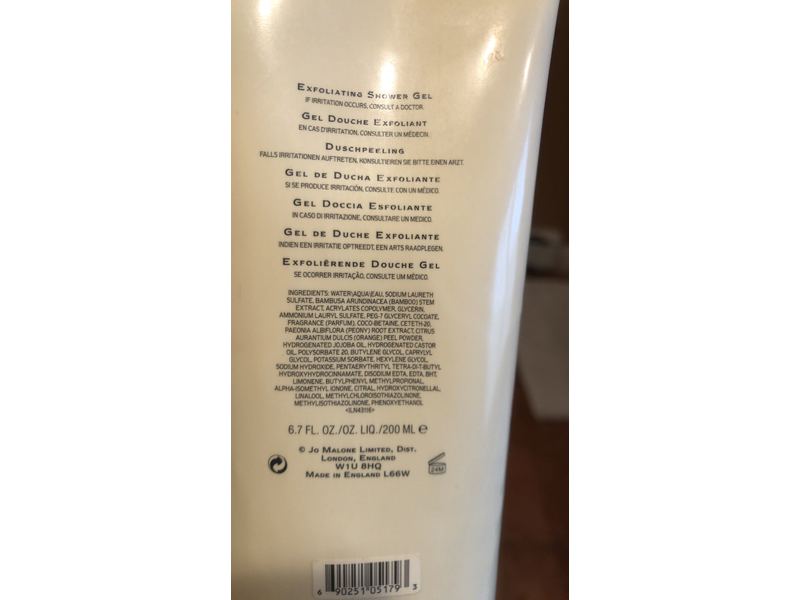 EXFOLIATING SHOWER GEL
IF IRRITATION OCCURS, CONSULT A DOCTOR.
GEL DOUCHE EXFOLIANT
EN CAS D'IRRITATION, CONSULTER UN MÉDECIN.
DUSCHPEELING
FALLS IRRITATIONEN AUFTRETEN, KONSULTIEREN SIE BITTE EINEN ARZT.
GEL DE DUCHA EXFOLIANTE
SI SE PRODUCE IRRITACIÓN, CONSULTE CON UN MÉDICO.
GEL DOCCIA ESFOLIANTE
IN CASO DI IRRITAZIONE, CONSULTARE UN MEDICO.
GEL DE DUCHE EXFOLIANTE
INDIEN EEN IRRITATIE OPTREEDT, EEN ARTS RAADPLEGEN.
EXFOLIËRENDE DOUCHE GEL
SE OCORRER IRRITAÇÃO, CONSULTE UM MÉDICO.
INGREDIENTS: WATER\AQUA\EAU, SODIUM LAURETH
SULFATE, BAMBUSA ARUNDINACEA (BAMBOO) STEM
EXTRACT, ACRYLATES COPOLYMER, GLYCERIN,
AMMONIUM LAURYL SULFATE, PEG-7 GLYCERYL COCOATE,
FRAGRANCE (PARFUM), COCO-BETAINE, CETETH-20,
PAEONIA ALBIFLORA (PEONY) ROOT EXTRACT, CITRUS
AURANTIUM DULCIS (ORANGE) PEEL POWDER,
HYDROGENATED JOJOBA OIL, HYDROGENATED CASTOR
OIL, POLYSORBATE 20, BUTYLENE GLYCOL, CAPRYLYL
GLYCOL, POTASSIUM SORBATE, HEXYLENE GLYCOL,
SODIUM HYDROXIDE, PENTAERYTHRITYL TETRA-DI-T-BUTYL
HYDROXYHYDROCINNAMATE, DISODIUM EDTA, EDTA, BHT,
LIMONENE, BUTYLPHENYL METHYLPROPIONAL,
ALPHA-ISOMETHYL IONONE, CITRAL, HYDROXYCITRONELLAL,
LINALOOL, METHYLCHLOROISOTHIAZOLINONE,
METHYLISOTHIAZOLINONE, PHENOXYETHANOL
<ILN43116>
6.7 FL. OZ./OZ. LIQ./200 ML ℮
© JO MALONE LIMITED, DIST.
LONDON, ENGLAND
W1U 8HQ
MADE IN ENGLAND L66W
24M
6 90251 05179 3